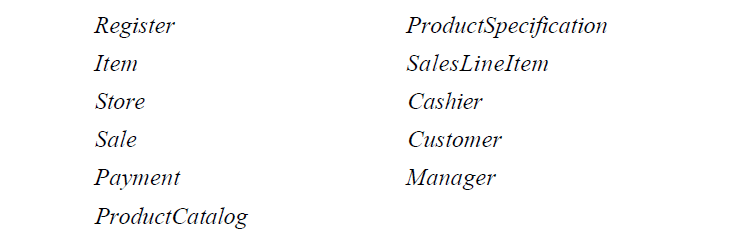 Register
Item
Store
Sale
Payment
ProductCatalog
ProductSpecification
SalesLineItem
Cashier
Customer
Manager